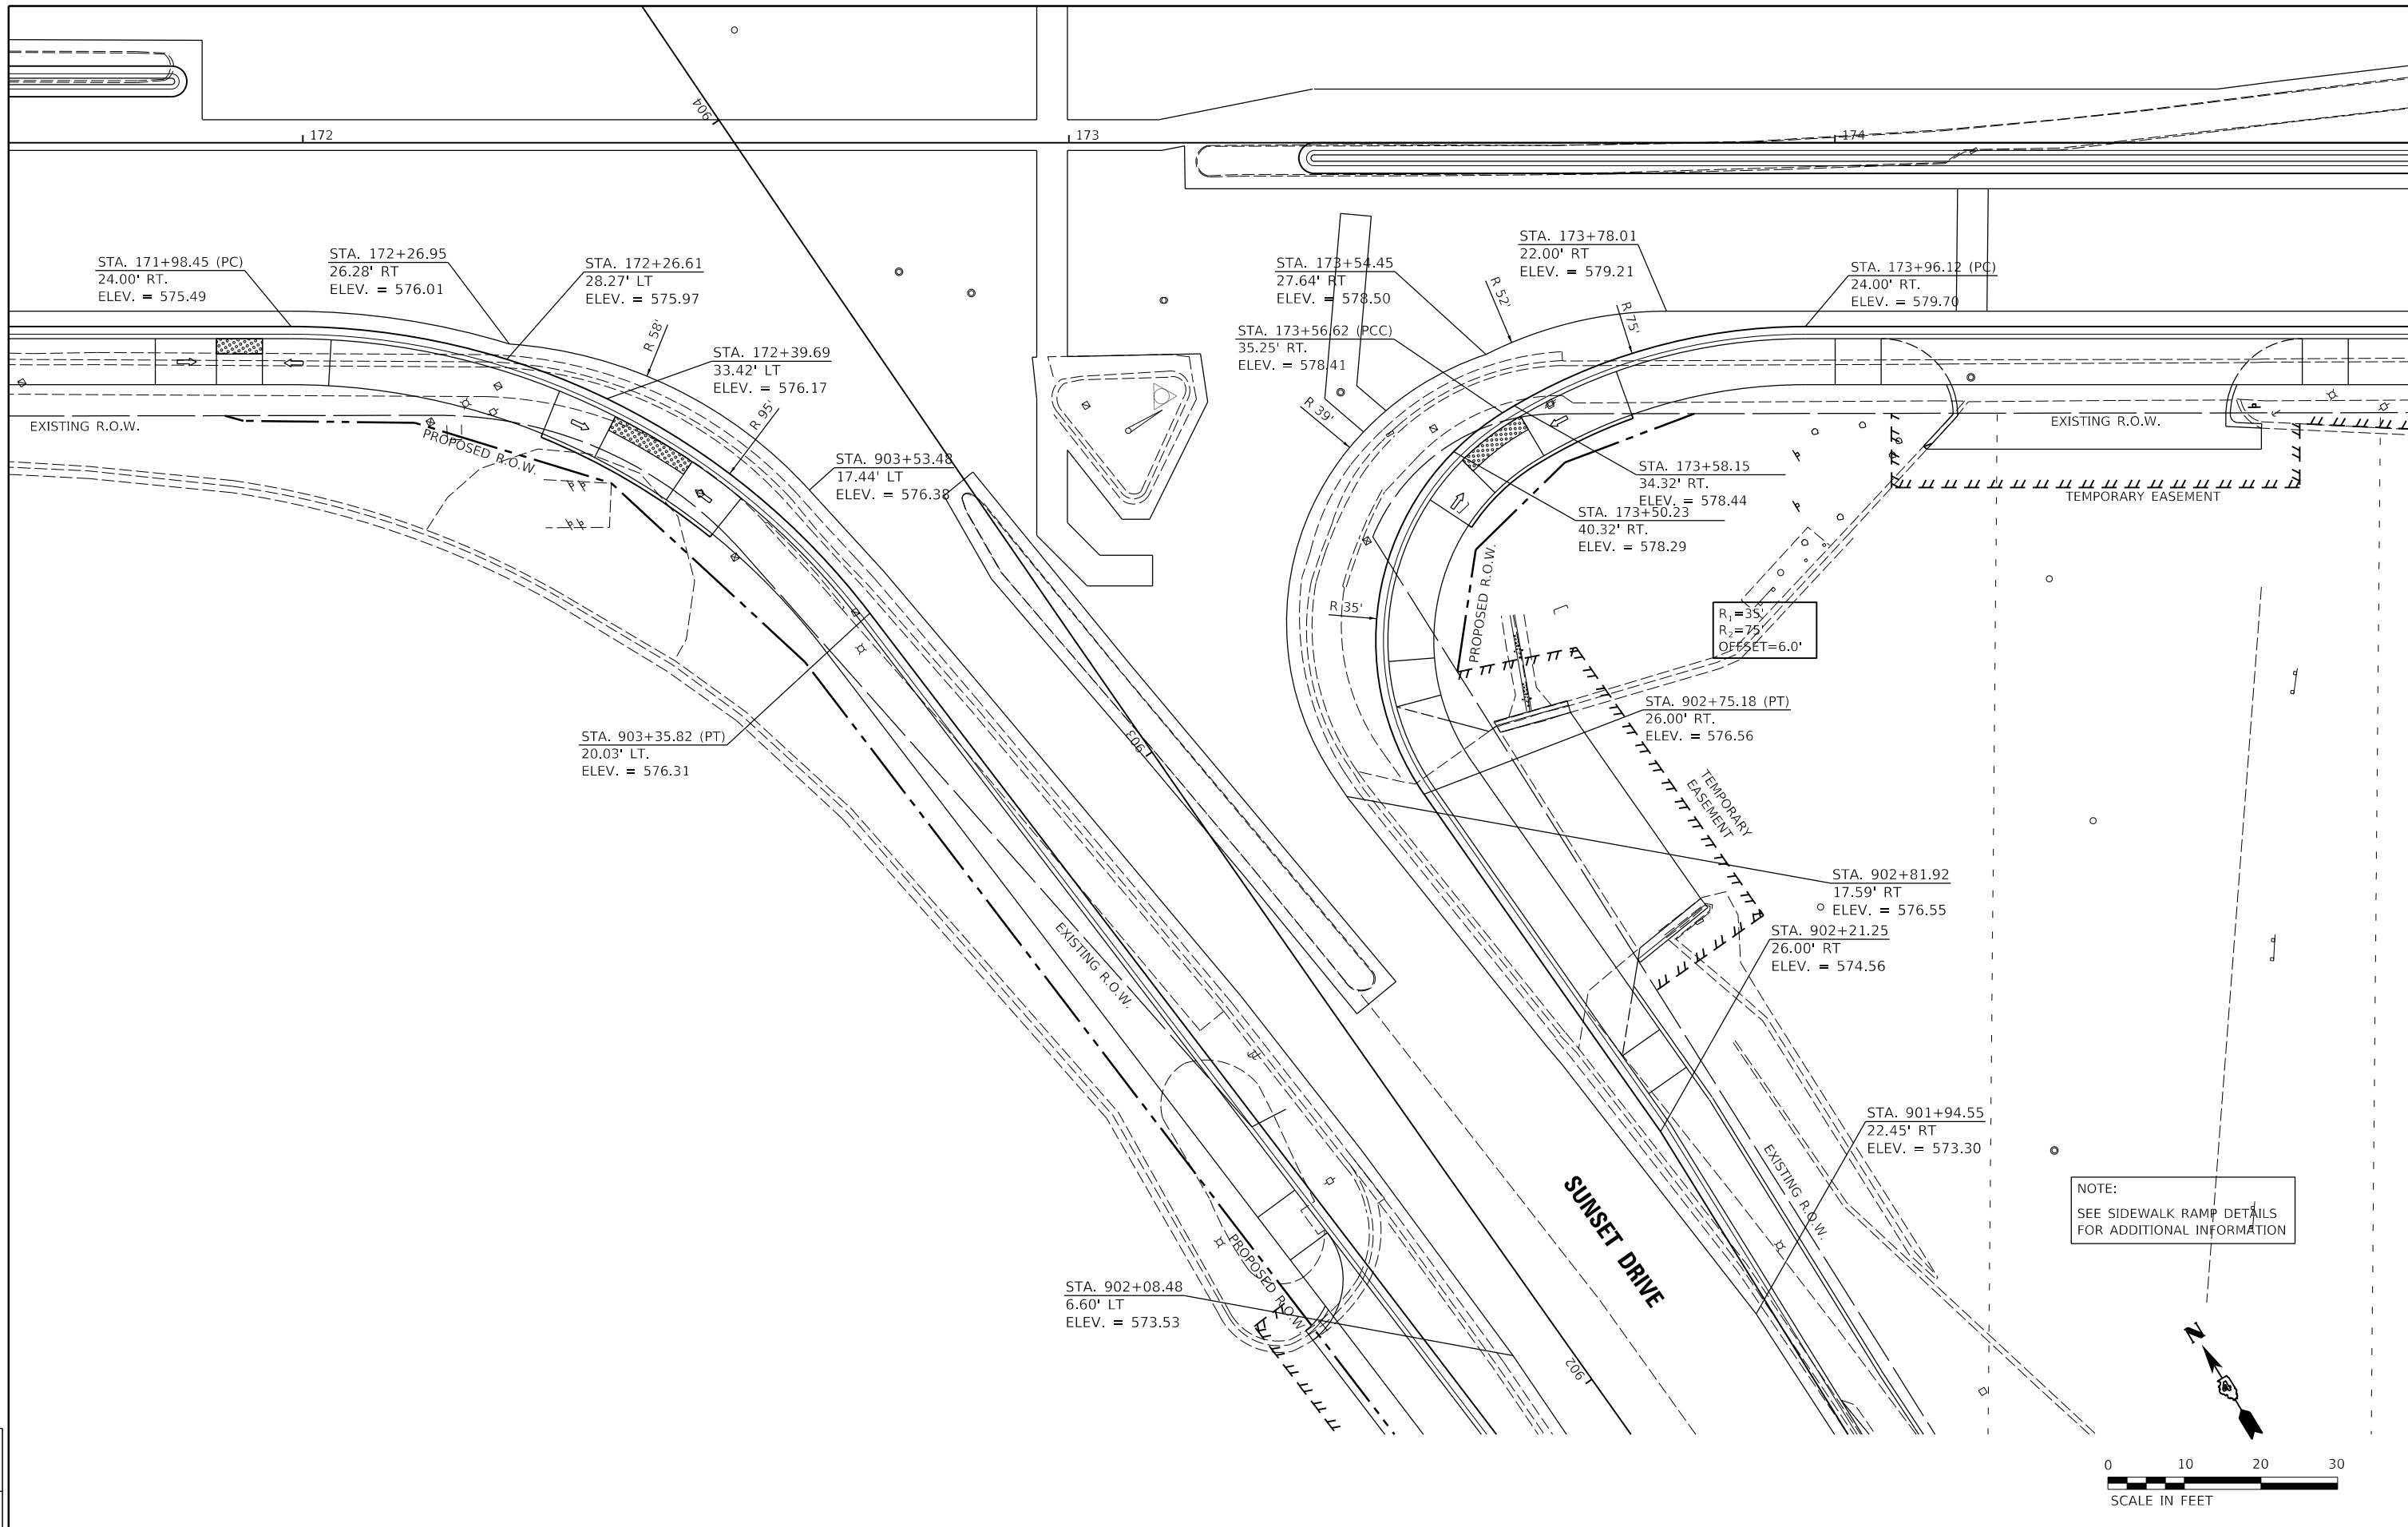 904
172
173
174
STA. 171+98.45 (PC)
24.00' RT.
ELEV. = 575.49
STA. 172+26.95
26.28' RT
ELEV. = 576.01
STA. 172+26.61
28.27' LT
ELEV. = 575.97
R 58'
STA. 172+39.69
33.42' LT
ELEV. = 576.17
R 95'
STA. 903+53.48
17.44' LT
ELEV. = 576.38
STA. 173+54.45
27.64' RT
ELEV. = 578.50
STA. 173+56.62 (PCC)
35.25' RT.
ELEV. = 578.41
R 39'
R 52'
STA. 173+78.01
22.00' RT
ELEV. = 579.21
R 75'
STA. 173+96.12 (PC)
24.00' RT.
ELEV. = 579.70
EXISTING R.O.W.
PROPOSED R.O.W.
EXISTING R.O.W.
TEMPORARY EASEMENT
STA. 173+58.15
34.32' RT.
ELEV. = 578.44
STA. 173+50.23
40.32' RT.
ELEV. = 578.29
PROPOSED R.O.W.
R 35'
R₁=35'
R₂=75'
OFFSET=6.0'
STA. 902+75.18 (PT)
26.00' RT.
ELEV. = 576.56
STA. 903+35.82 (PT)
20.03' LT.
ELEV. = 576.31
903
TEMPORARY
EASEMENT
STA. 902+81.92
17.59' RT
ELEV. = 576.55
STA. 902+21.25
26.00' RT
ELEV. = 574.56
EXISTING R.O.W.
STA. 901+94.55
22.45' RT
ELEV. = 573.30
EXISTING R.O.W.
SUNSET DRIVE
NOTE:
SEE SIDEWALK RAMP DETAILS
FOR ADDITIONAL INFORMATION
PROPOSED R.O.W.
STA. 902+08.48
6.60' LT
ELEV. = 573.53
902
N
0 10 20 30
SCALE IN FEET